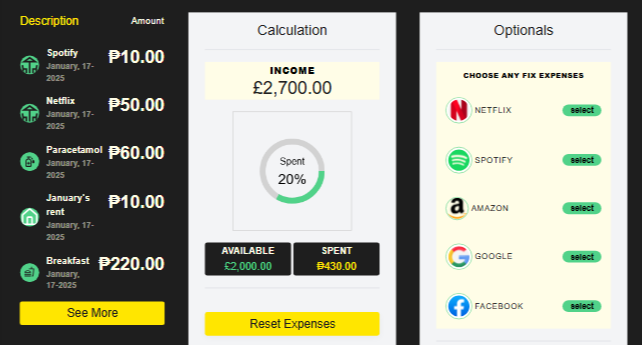 Description Amount
Spotify ₱10.00
January, 17-
2025
Netflix ₱50.00
January, 17-
2025
Paracetamol ₱60.00
January, 17-
2025
January's
rent ₱10.00
January, 17-
2025
Breakfast ₱220.00
January,
17-2025
See More
Calculation
INCOME
£2,700.00
Spent
20%
AVAILABLE SPENT
£2,000.00 ₱430.00
Reset Expenses
Optionals
CHOOSE ANY FIX EXPENSES
NETFLIX select
SPOTIFY select
AMAZON select
GOOGLE select
FACEBOOK select